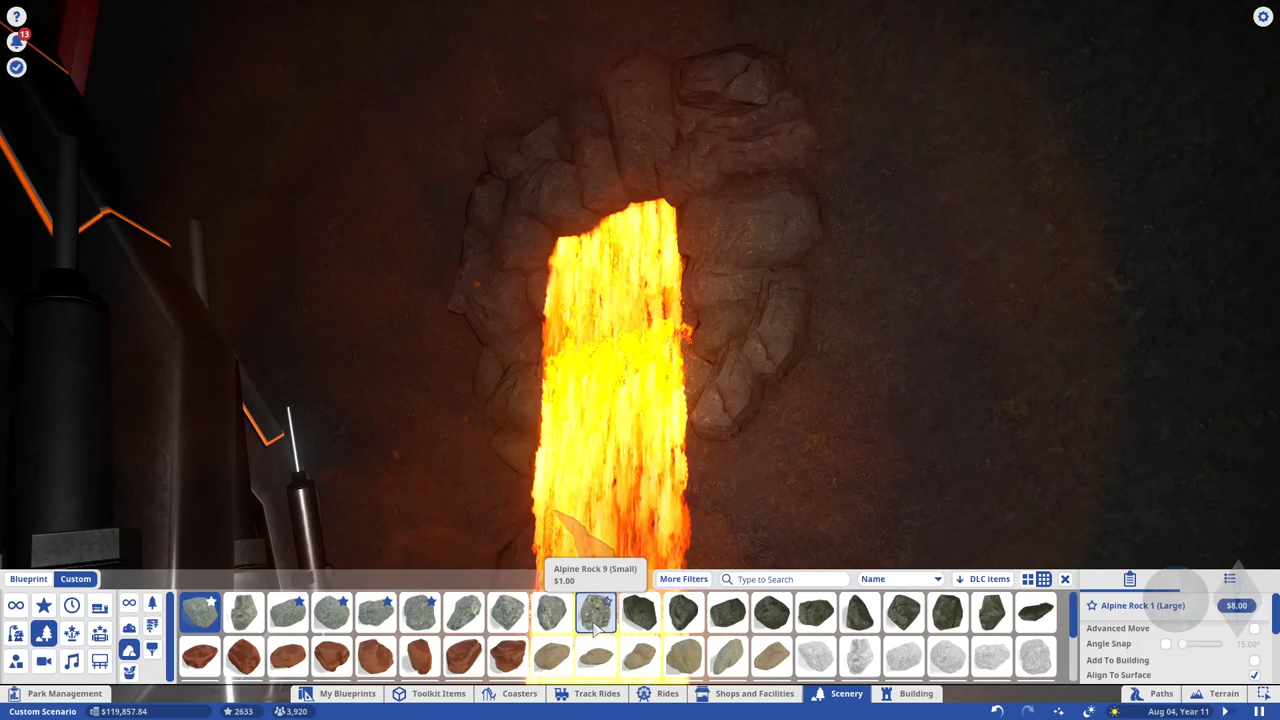 ?
13
Alpine Rock 9 (Small)
$1.00
Blueprint
Custom
More Filters
Type to Search
Name
DLC items
Alpine Rock 1 (Large)
$8.00
Advanced Move
Angle Snap
15.00°
Add To Building
Align To Surface
Park Management
My Blueprints
Toolkit Items
Coasters
Track Rides
Rides
Shops and Facilities
Scenery
Building
Paths
Terrain
Custom Scenario
$119,857.84
2633
3,920
Aug 04, Year 11